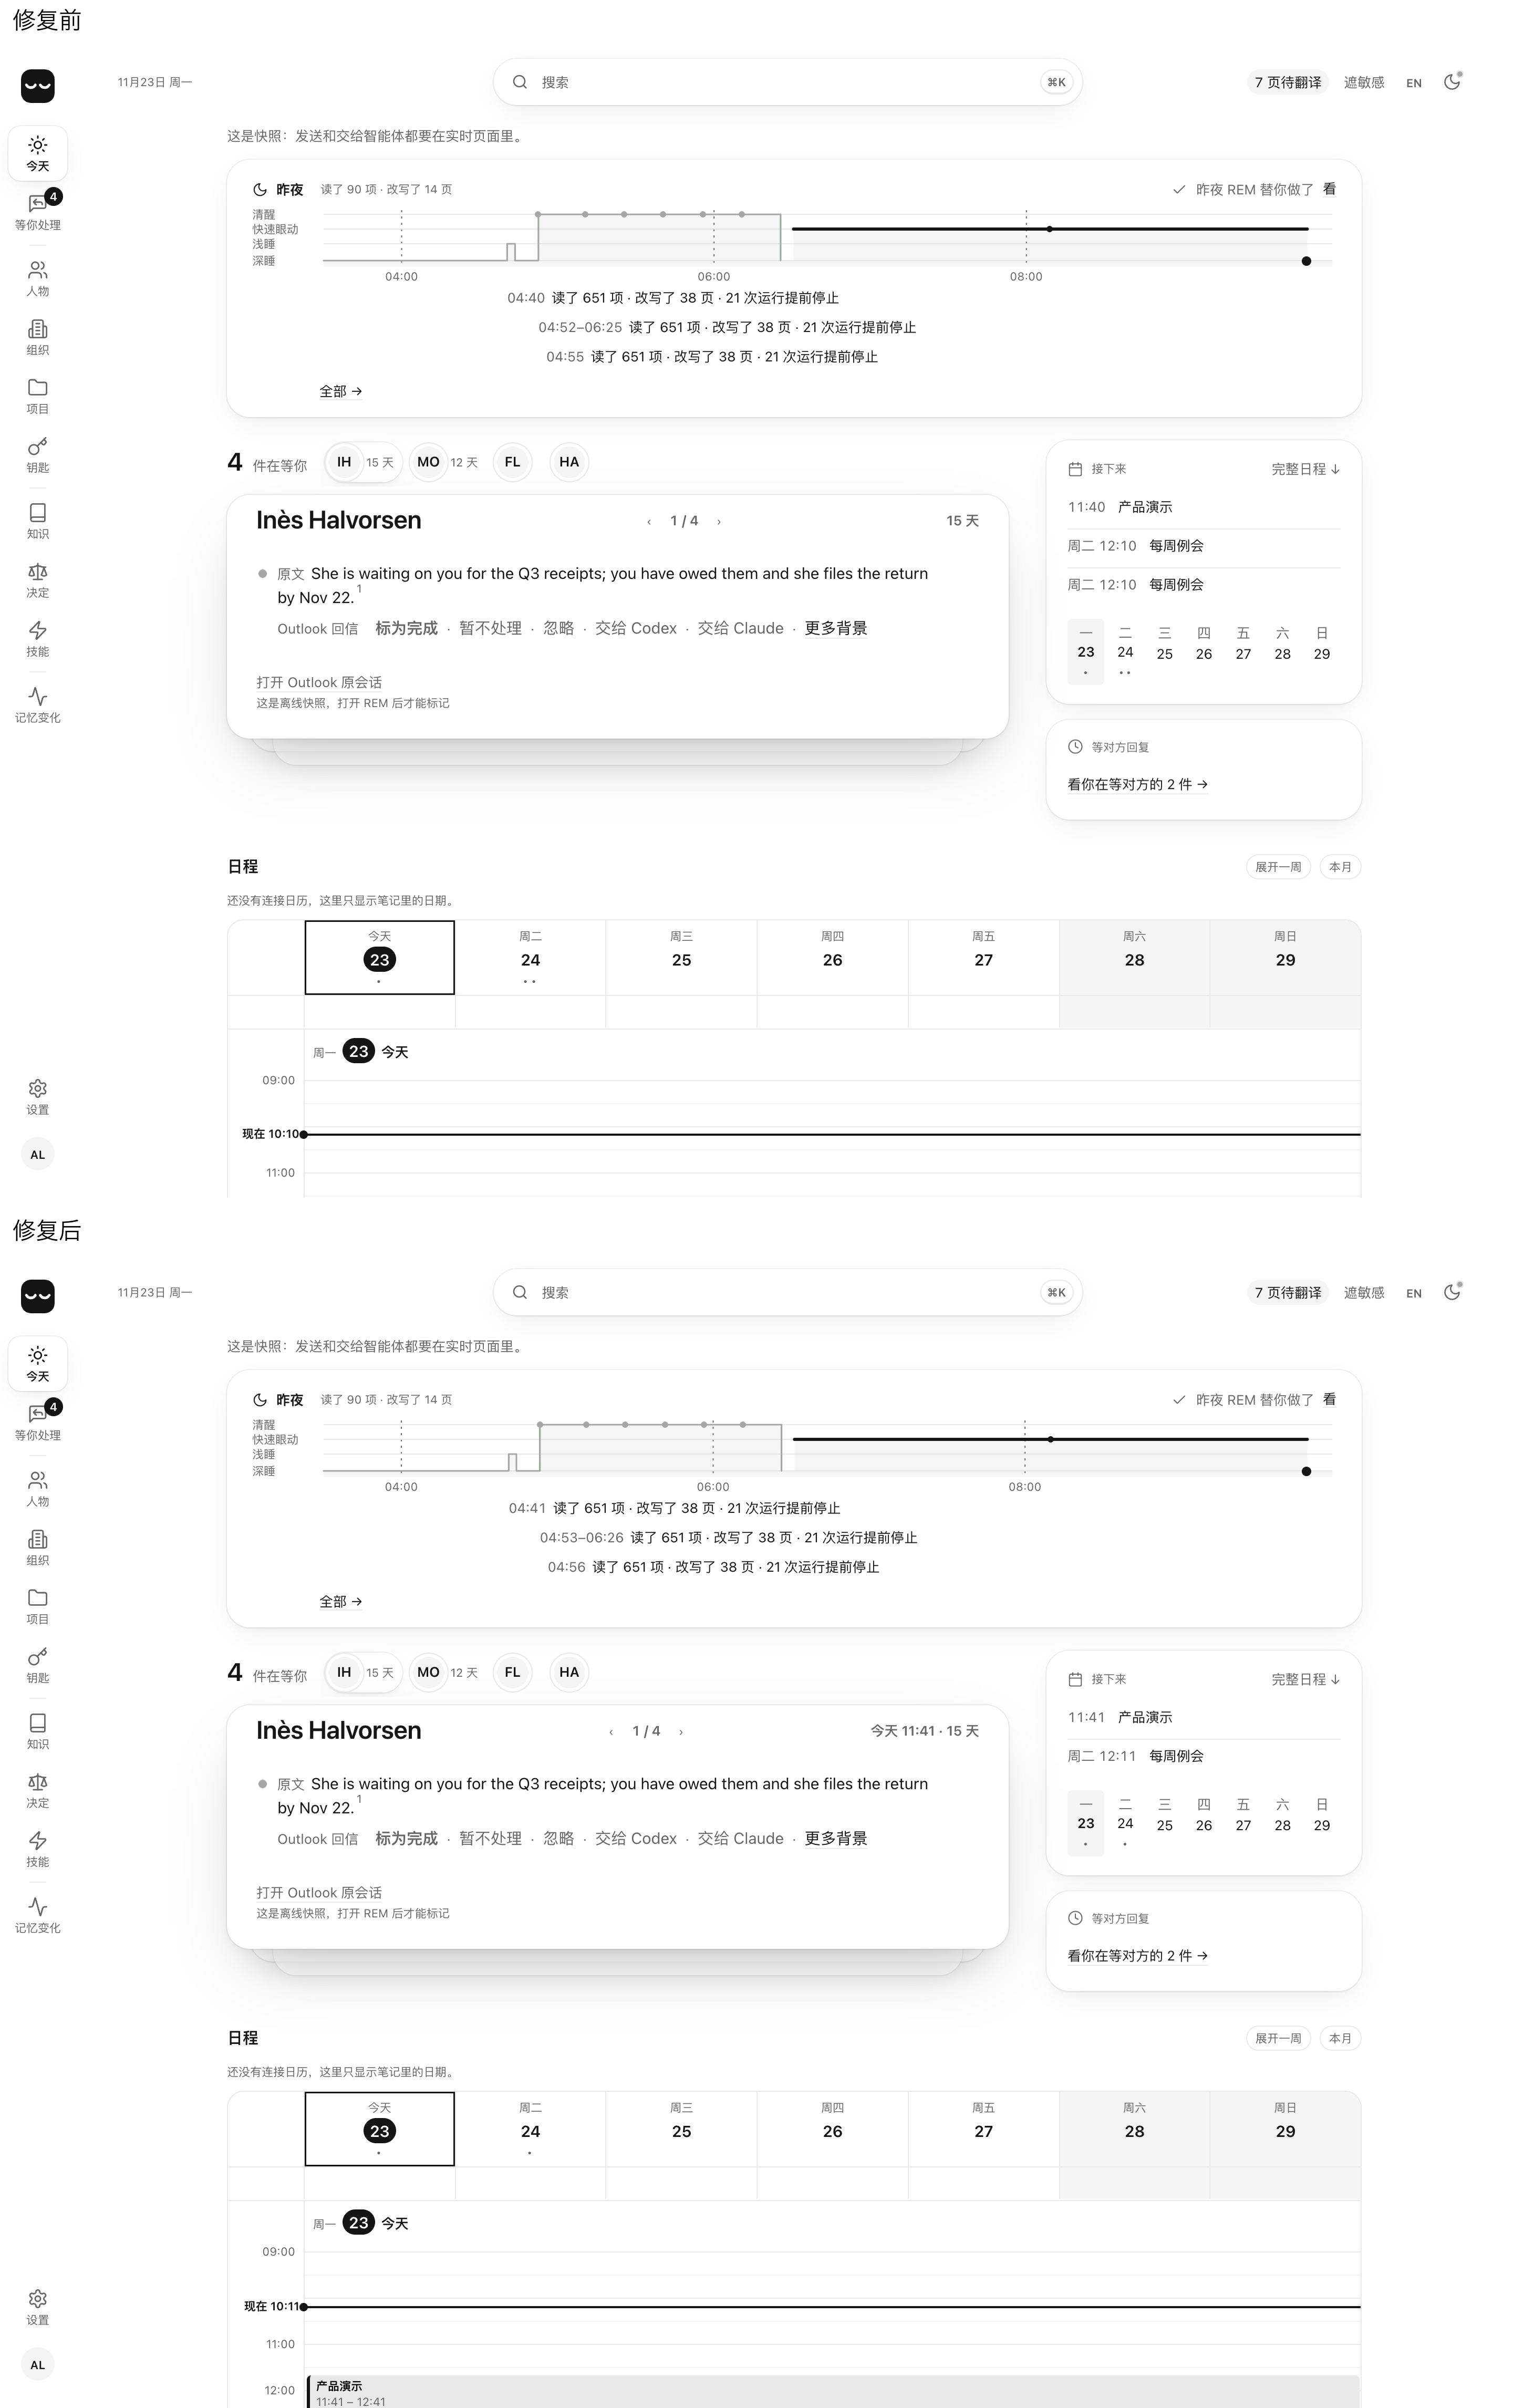 修复前
11月23日 周一
搜索
⌘K
7 页待翻译
遮敏感
EN
今天
4
等你处理
人物
组织
项目
钥匙
知识
决定
技能
记忆变化
设置
AL
这是快照：发送和交给智能体都要在实时页面里。
昨夜 读了 90 项 · 改写了 14 页
昨夜 REM 替你做了 看
清醒
快速眼动
浅睡
深睡
04:00 06:00 08:00
04:40 读了 651 项 · 改写了 38 页 · 21 次运行提前停止
04:52–06:25 读了 651 项 · 改写了 38 页 · 21 次运行提前停止
04:55 读了 651 项 · 改写了 38 页 · 21 次运行提前停止
全部 →
4 件在等你 IH 15 天 MO 12 天 FL HA
Inès Halvorsen ‹ 1 / 4 › 15 天
原文 She is waiting on you for the Q3 receipts; you have owed them and she files the return
by Nov 22. 1
Outlook 回信 标为完成 · 暂不处理 · 忽略 · 交给 Codex · 交给 Claude · 更多背景
打开 Outlook 原会话
这是离线快照，打开 REM 后才能标记
接下来 完整日程 ↓
11:40 产品演示
周二 12:10 每周例会
周二 12:10 每周例会
一 二 三 四 五 六 日
23 24 25 26 27 28 29
等对方回复
看你在等对方的 2 件 →
日程 展开一周 本月
还没有连接日历，这里只显示笔记里的日期。
今天 周二 周三 周四 周五 周六 周日
23 24 25 26 27 28 29
周一 23 今天
09:00
现在 10:10
11:00
修复后
11月23日 周一
搜索
⌘K
7 页待翻译
遮敏感
EN
今天
4
等你处理
人物
组织
项目
钥匙
知识
决定
技能
记忆变化
设置
AL
这是快照：发送和交给智能体都要在实时页面里。
昨夜 读了 90 项 · 改写了 14 页
昨夜 REM 替你做了 看
清醒
快速眼动
浅睡
深睡
04:00 06:00 08:00
04:41 读了 651 项 · 改写了 38 页 · 21 次运行提前停止
04:53–06:26 读了 651 项 · 改写了 38 页 · 21 次运行提前停止
04:56 读了 651 项 · 改写了 38 页 · 21 次运行提前停止
全部 →
4 件在等你 IH 15 天 MO 12 天 FL HA
Inès Halvorsen ‹ 1 / 4 › 今天 11:41 · 15 天
原文 She is waiting on you for the Q3 receipts; you have owed them and she files the return
by Nov 22. 1
Outlook 回信 标为完成 · 暂不处理 · 忽略 · 交给 Codex · 交给 Claude · 更多背景
打开 Outlook 原会话
这是离线快照，打开 REM 后才能标记
接下来 完整日程 ↓
11:41 产品演示
周二 12:11 每周例会
一 二 三 四 五 六 日
23 24 25 26 27 28 29
等对方回复
看你在等对方的 2 件 →
日程 展开一周 本月
还没有连接日历，这里只显示笔记里的日期。
今天 周二 周三 周四 周五 周六 周日
23 24 25 26 27 28 29
周一 23 今天
09:00
现在 10:11
11:00
12:00
产品演示
11:41 – 12:41